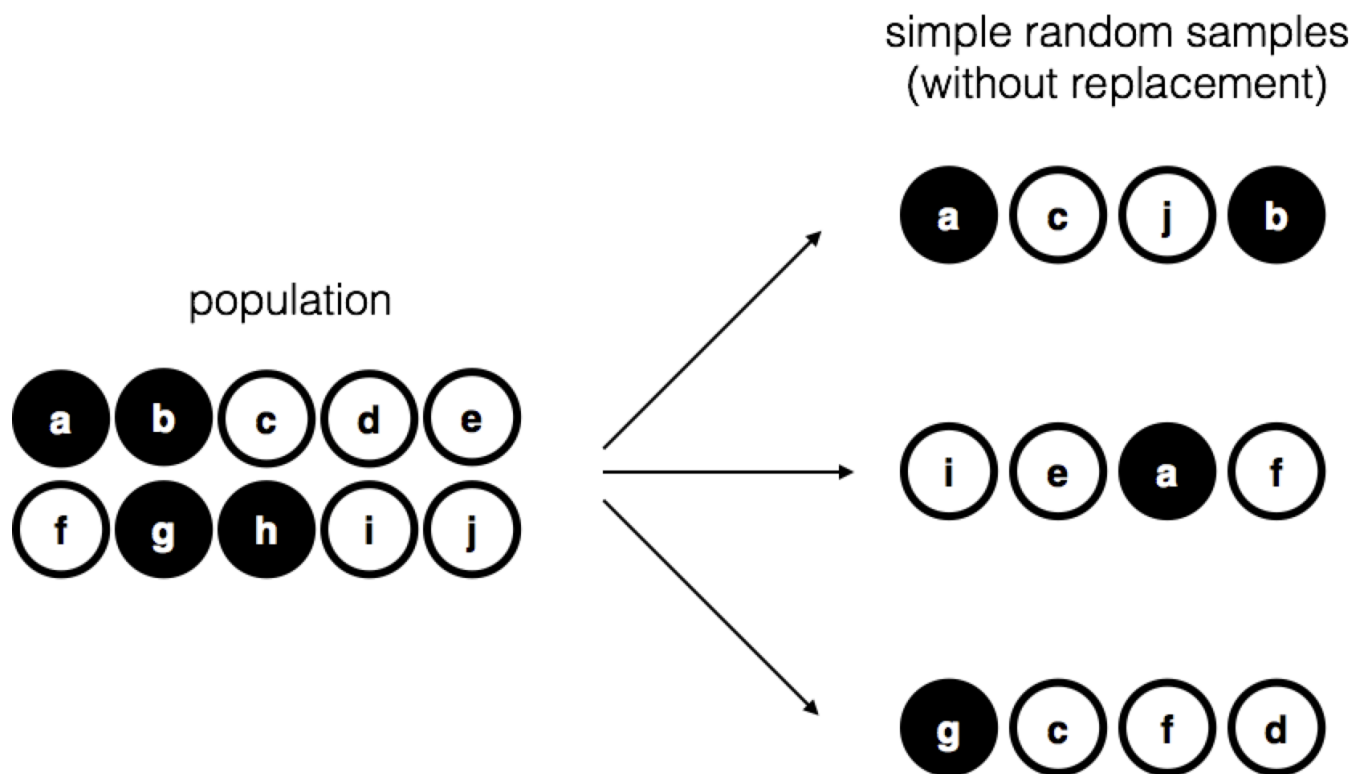 simple random samples
(without replacement)
a c j b
population
a b c d e
i e a f
f g h i j
g c f d